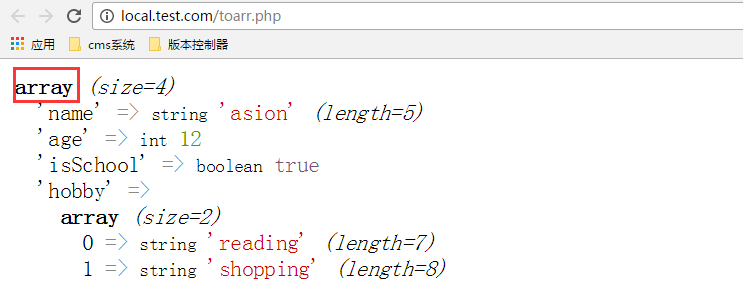 local.test.com/toarr.php
应用 cms系统 版本控制器
array (size=4)
'name' => string 'asion' (length=5)
'age' => int 12
'isSchool' => boolean true
'hobby' =>
array (size=2)
0 => string 'reading' (length=7)
1 => string 'shopping' (length=8)